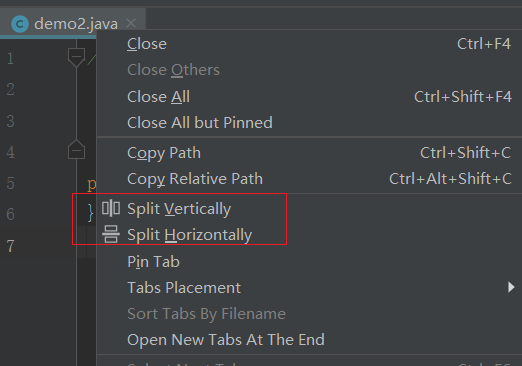 C demo2.java
1 /
2
3
4
5 p
6 }
7
Close Ctrl+F4
Close Others
Close All Ctrl+Shift+F4
Close All but Pinned
Copy Path Ctrl+Shift+C
Copy Relative Path Ctrl+Alt+Shift+C
Split Vertically
Split Horizontally
Pin Tab
Tabs Placement
Sort Tabs By Filename
Open New Tabs At The End